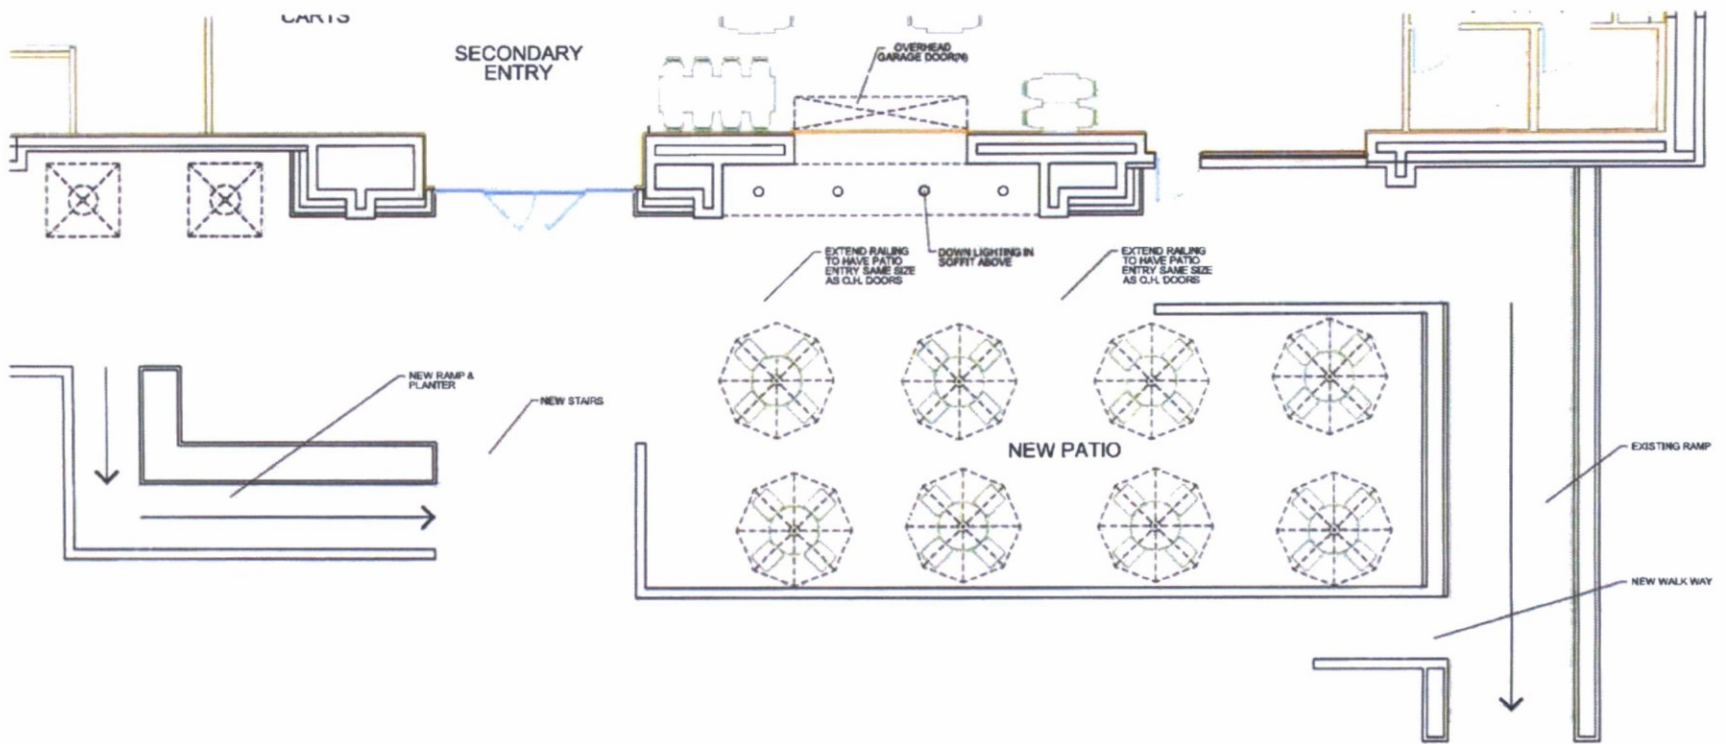 CARTS
SECONDARY
ENTRY
OVERHEAD
GARAGE DOOR(N)
EXTEND RAILING
TO HAVE PATIO
ENTRY SAME SIZE
AS O.H. DOORS
DOWN LIGHTING IN
SOFFIT ABOVE
EXTEND RAILING
TO HAVE PATIO
ENTRY SAME SIZE
AS O.H. DOORS
NEW RAMP &
PLANTER
NEW STAIRS
NEW PATIO
EXISTING RAMP
NEW WALK WAY